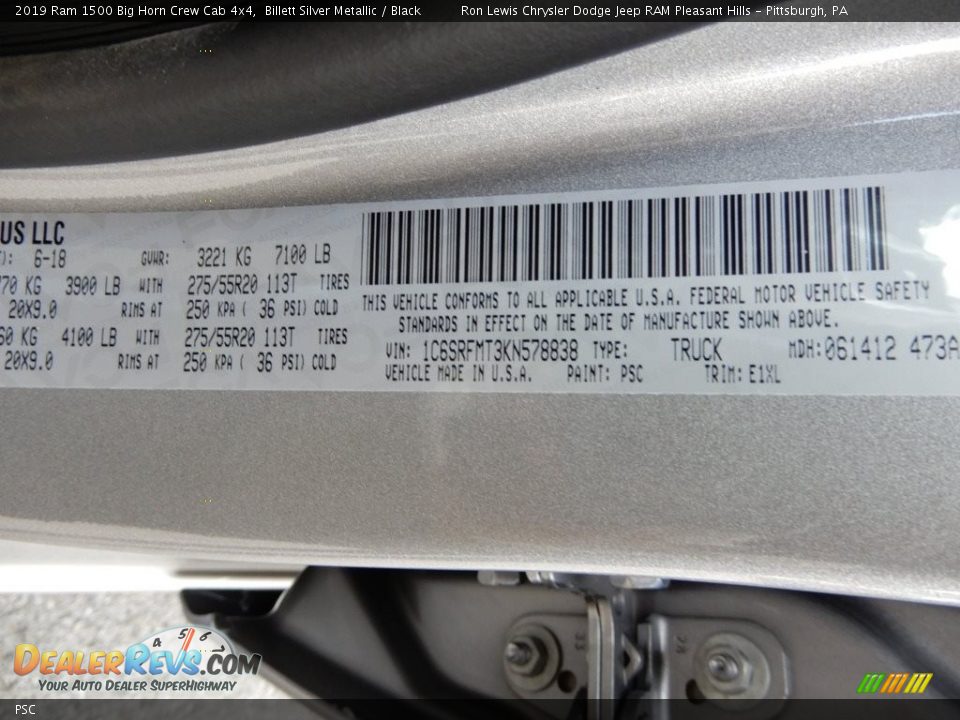 2019 Ram 1500 Big Horn Crew Cab 4x4, Billett Silver Metallic / Black Ron Lewis Chrysler Dodge Jeep RAM Pleasant Hills - Pittsburgh, PA
US LLC
6-18 GVWR: 3221 KG 7100 LB
70 KG 3900 LB WITH 275/55R20 113T TIRES
20X9.0 RIMS AT 250 KPA ( 36 PSI) COLD
60 KG 4100 LB WITH 275/55R20 113T TIRES
20X9.0 RIMS AT 250 KPA ( 36 PSI) COLD
THIS VEHICLE CONFORMS TO ALL APPLICABLE U.S.A. FEDERAL MOTOR VEHICLE SAFETY
STANDARDS IN EFFECT ON THE DATE OF MANUFACTURE SHOWN ABOVE.
VIN: 1C6SRFMT3KN578838 TYPE: TRUCK MDH:061412 473A
VEHICLE MADE IN U.S.A. PAINT: PSC TRIM: E1XL
4 5 6
DealerRevs.com
Your Auto Dealer SuperHighway
PSC